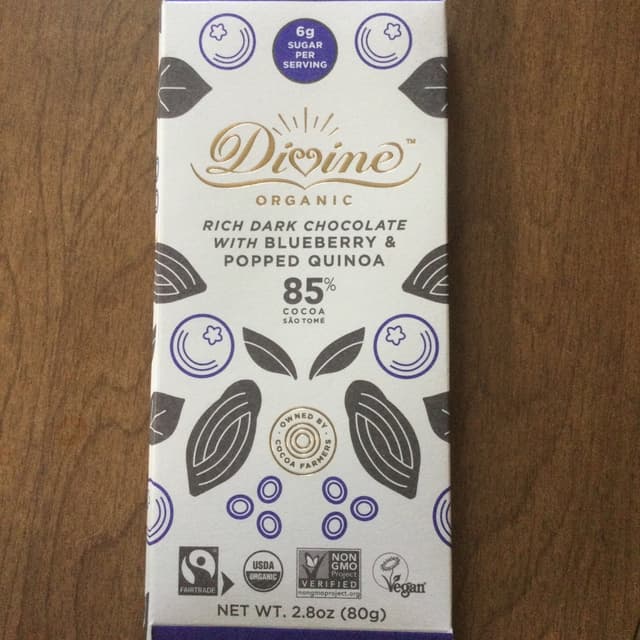 6g
SUGAR
PER
SERVING
Divine™
ORGANIC
RICH DARK CHOCOLATE
WITH BLUEBERRY &
POPPED QUINOA
85%
COCOA
SÃO TOMÉ
OWNED BY
COCOA FARMERS
FAIRTRADE
USDA
ORGANIC
NON
GMO
Project
VERIFIED
nongmoproject.org
Vegan
NET WT. 2.8oz (80g)